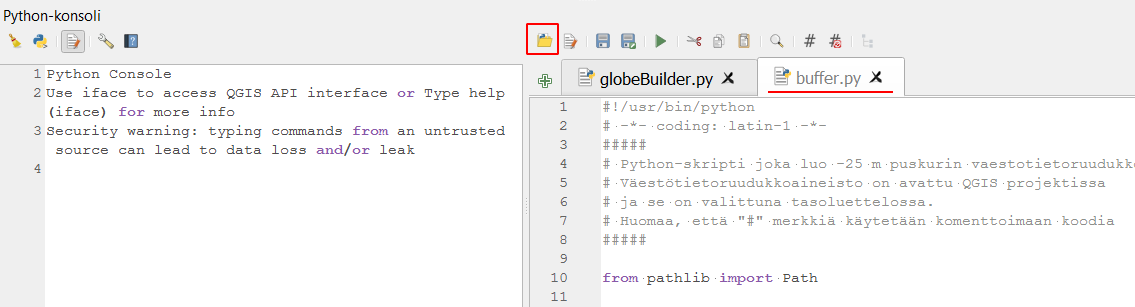 Python-konsoli
1 Python Console
2 Use iface to access QGIS API interface or Type help
(iface) for more info
3 Security warning: typing commands from an untrusted
source can lead to data loss and/or leak
4
globeBuilder.py
buffer.py
1 #!/usr/bin/python
2 # -*- coding: latin-1 -*-
3 #####
4 # Python-skripti joka luo -25 m puskurin vaestotietoruudukko
5 # Väestötietoruudukkoaineisto on avattu QGIS projektissa
6 # ja se on valittuna tasoluettelossa.
7 # Huomaa, että "#" merkkiä käytetään komenttoimaan koodia
8 #####
9
10 from pathlib import Path
11